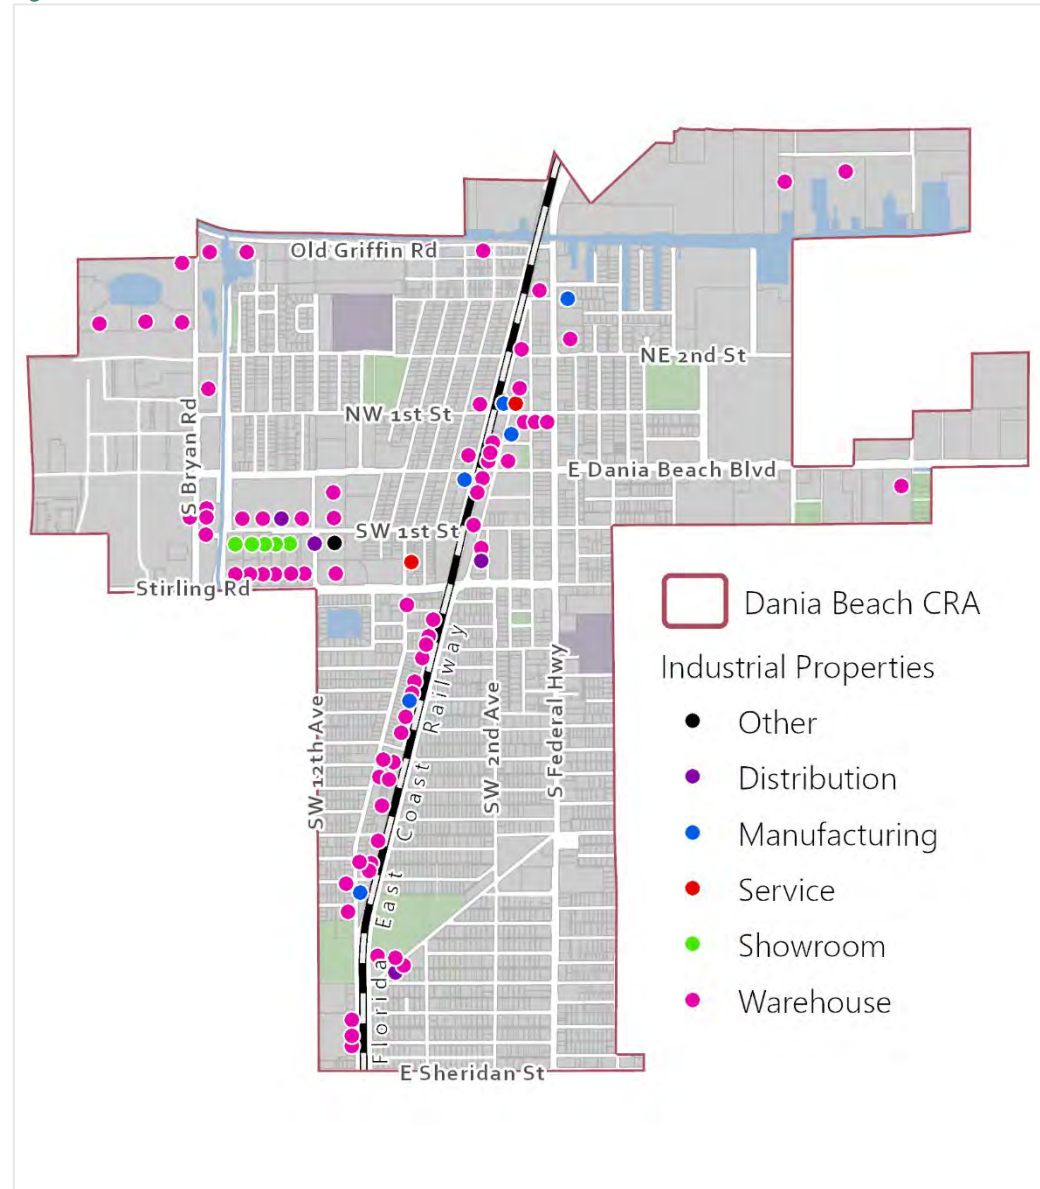 Old Griffin Rd
NE 2nd St
NW 1st St
S Bryan Rd
E Dania Beach Blvd
SW 1st St
Stirling Rd
Dania Beach CRA
Industrial Properties
Other
Distribution
Manufacturing
Service
Showroom
Warehouse
SW 12th Ave
Florida East Coast Railway
SW 2nd Ave
S Federal Hwy
E Sheridan St